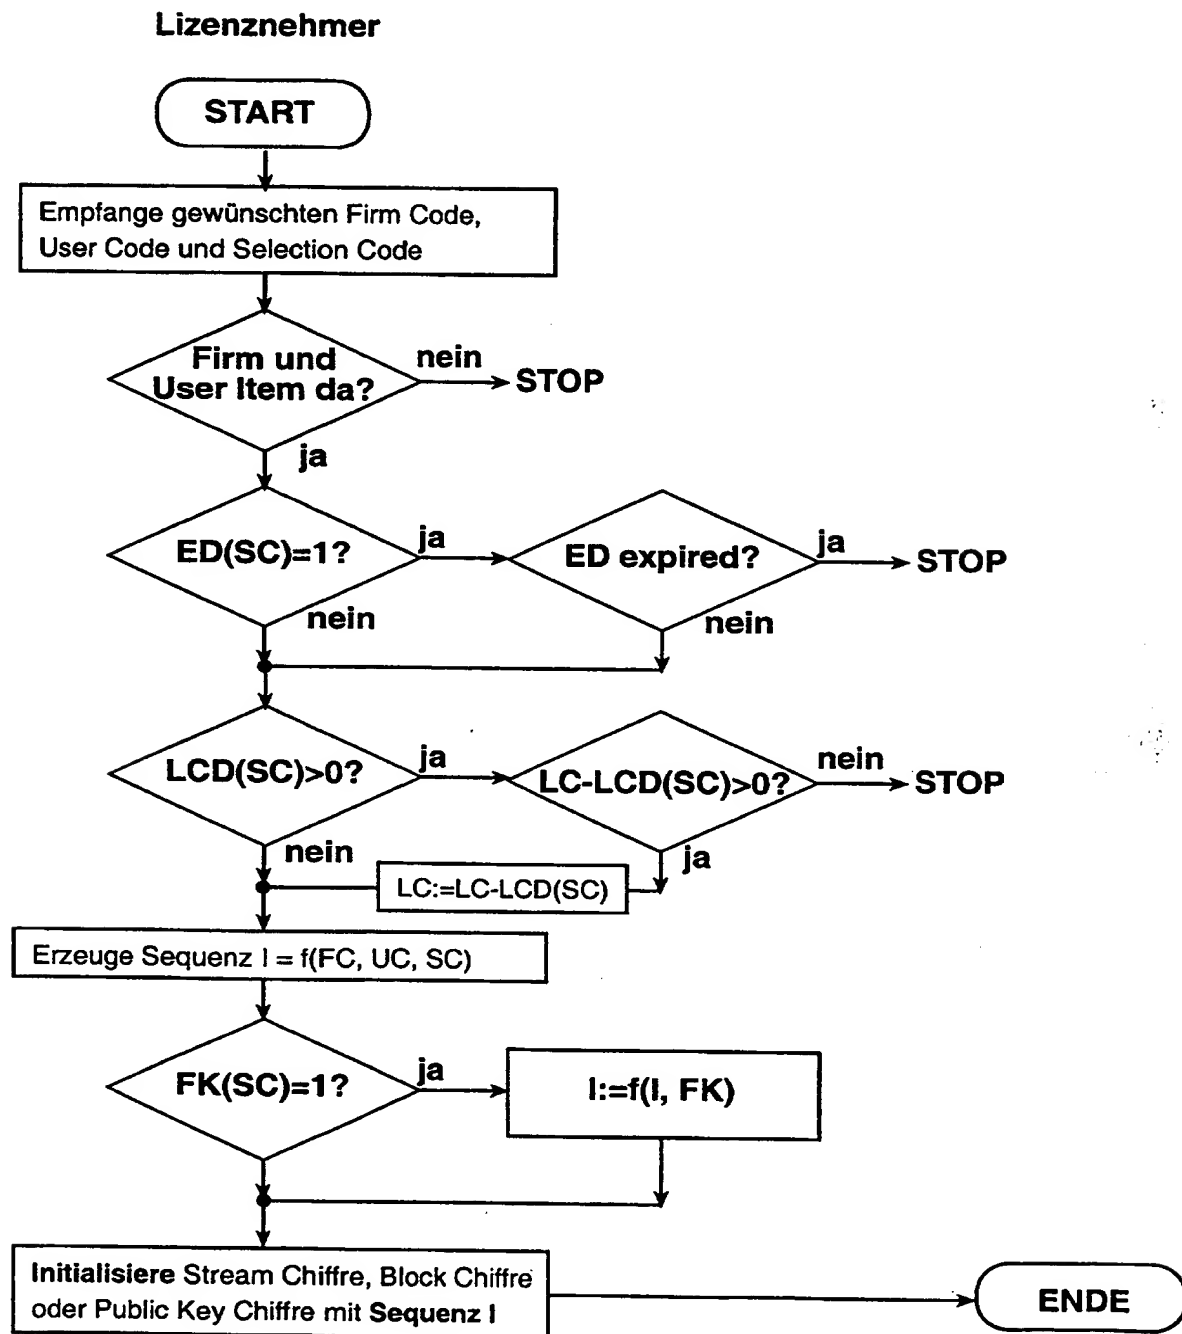 Lizenznehmer
START
Empfange gewünschten Firm Code,
User Code und Selection Code
Firm und
User Item da?
nein
STOP
ja
ED(SC)=1?
ja
ED expired?
ja
STOP
nein
nein
LCD(SC)>0?
ja
LC-LCD(SC)>0?
nein
STOP
nein
ja
LC:=LC-LCD(SC)
Erzeuge Sequenz I = f(FC, UC, SC)
FK(SC)=1?
ja
I:=f(I, FK)
Initialisiere Stream Chiffre, Block Chiffre
oder Public Key Chiffre mit Sequenz I
ENDE